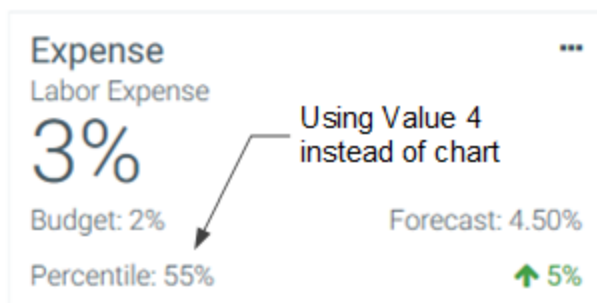 Expense
Labor Expense
3%
Using Value 4
instead of chart
Budget: 2%
Forecast: 4.50%
Percentile: 55%
5%